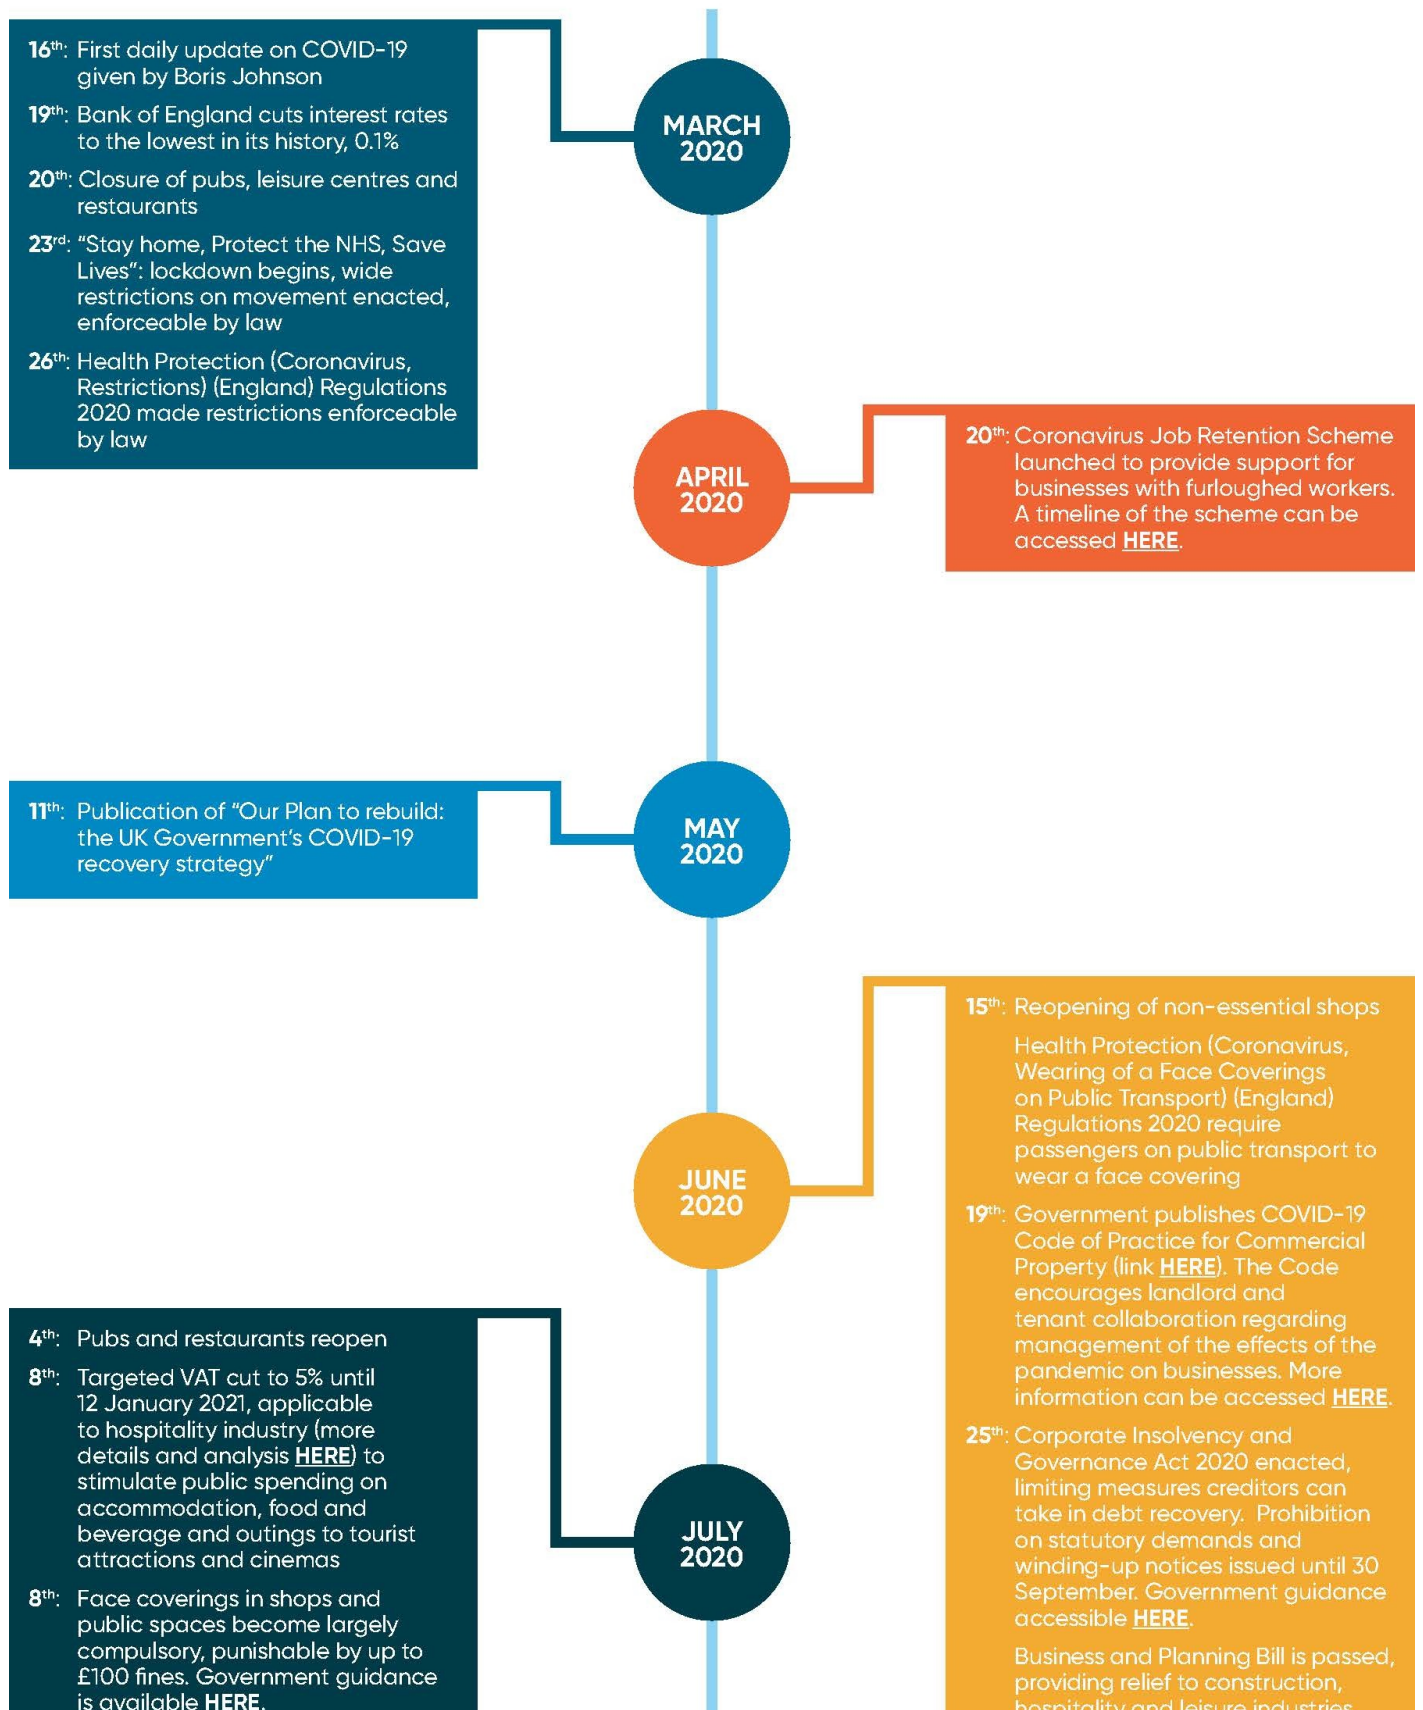 16th: First daily update on COVID-19
given by Boris Johnson
19th: Bank of England cuts interest rates
to the lowest in its history, 0.1%
20th: Closure of pubs, leisure centres and
restaurants
23rd: “Stay home, Protect the NHS, Save
Lives”: lockdown begins, wide
restrictions on movement enacted,
enforceable by law
26th: Health Protection (Coronavirus,
Restrictions) (England) Regulations
2020 made restrictions enforceable
by law
MARCH
2020
APRIL
2020
20th: Coronavirus Job Retention Scheme
launched to provide support for
businesses with furloughed workers.
A timeline of the scheme can be
accessed HERE.
11th: Publication of “Our Plan to rebuild:
the UK Government’s COVID-19
recovery strategy”
MAY
2020
JUNE
2020
15th: Reopening of non-essential shops
Health Protection (Coronavirus,
Wearing of a Face Coverings
on Public Transport) (England)
Regulations 2020 require
passengers on public transport to
wear a face covering
19th: Government publishes COVID-19
Code of Practice for Commercial
Property (link HERE). The Code
encourages landlord and
tenant collaboration regarding
management of the effects of the
pandemic on businesses. More
information can be accessed HERE.
25th: Corporate Insolvency and
Governance Act 2020 enacted,
limiting measures creditors can
take in debt recovery. Prohibition
on statutory demands and
winding-up notices issued until 30
September. Government guidance
accessible HERE.
Business and Planning Bill is passed,
providing relief to construction,
hospitality and leisure industries
4th: Pubs and restaurants reopen
8th: Targeted VAT cut to 5% until
12 January 2021, applicable
to hospitality industry (more
details and analysis HERE) to
stimulate public spending on
accommodation, food and
beverage and outings to tourist
attractions and cinemas
8th: Face coverings in shops and
public spaces become largely
compulsory, punishable by up to
£100 fines. Government guidance
is available HERE.
JULY
2020